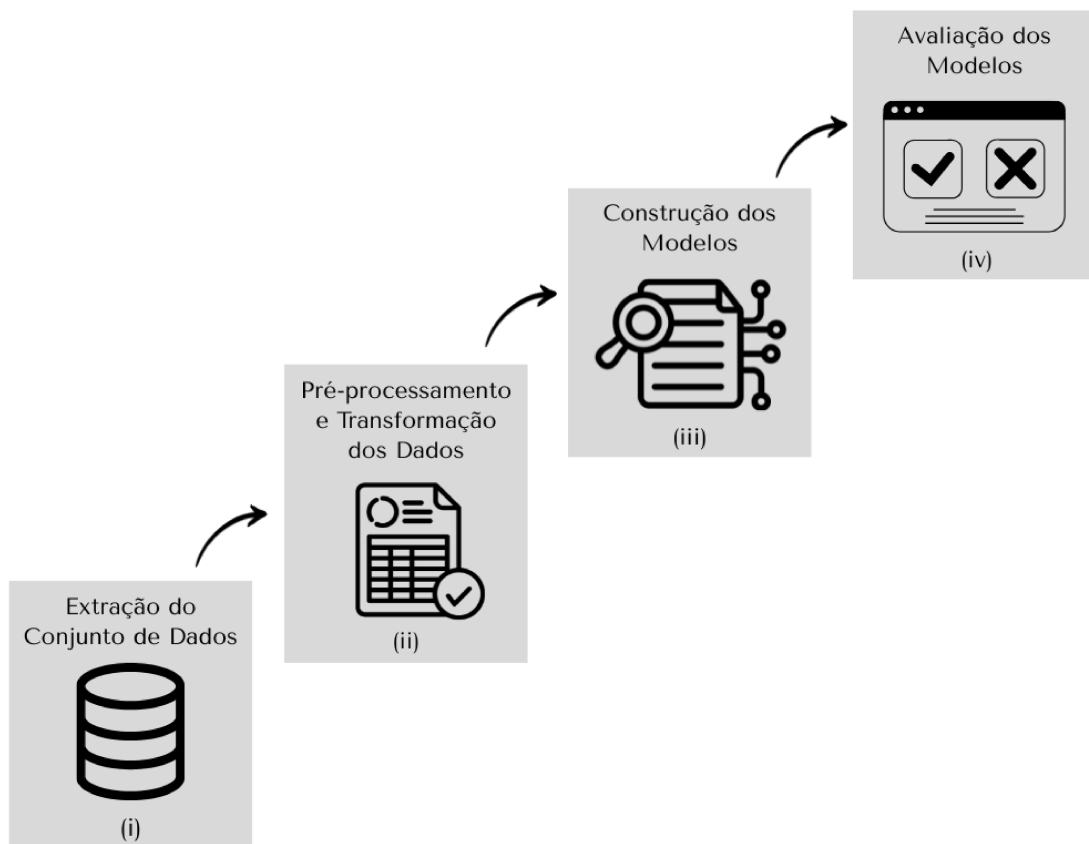 Extração do
Conjunto de Dados
(i)
Pré-processamento
e Transformação
dos Dados
(ii)
Construção dos
Modelos
(iii)
Avaliação dos
Modelos
(iv)